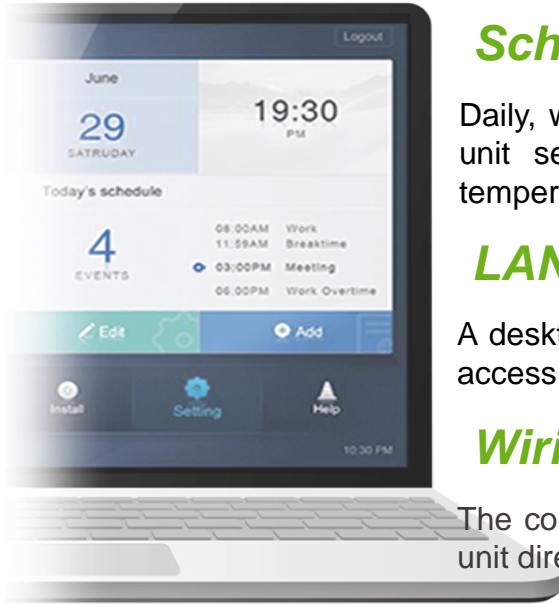 Logout
June
29
SATRUDAY
19:30
PM
Today's schedule
4
EVENTS
08:00AM Work
11:59AM Breaktime
03:00PM Meeting
06:00PM Work Overtime
Edit
Add
Install
Setting
Help
10:30 PM
Sch
Daily, w
unit se
temper
LAN
A deskt
access
Wiri
The co
unit dire